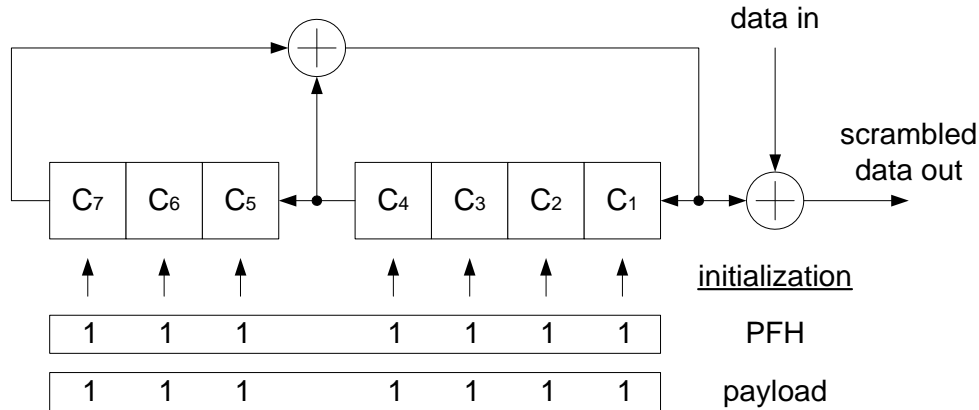 data in
scrambled
data out
C7 C6 C5 C4 C3 C2 C1
initialization
1 1 1 1 1 1 1 PFH
1 1 1 1 1 1 1 payload